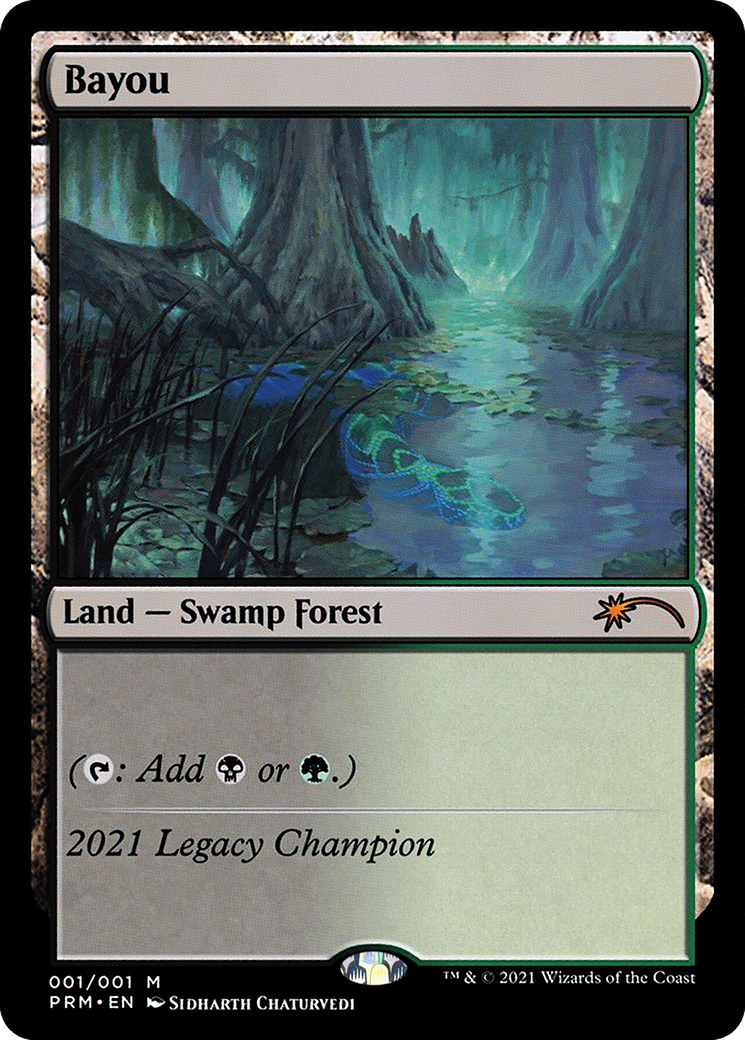 Bayou
Land — Swamp Forest
(: Add or .)
2021 Legacy Champion
001/001 M
PRM•EN SIDHARTH CHATURVEDI
™ & © 2021 Wizards of the Coast